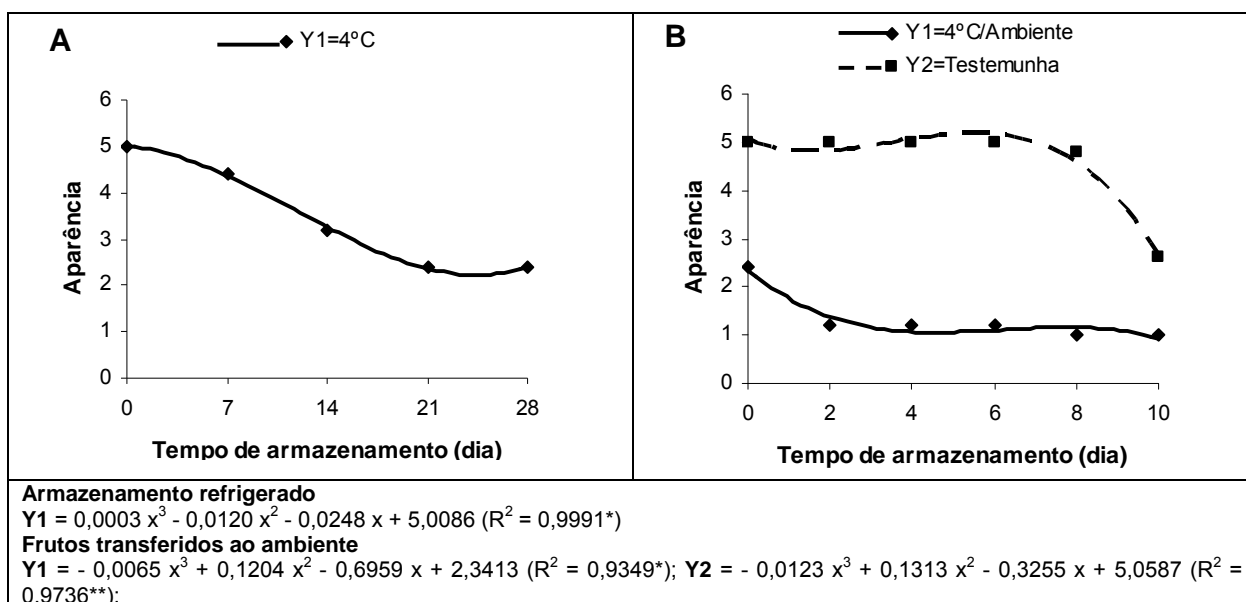 A
Y1=4ºC
6
5
4
3
2
1
0
Aparência
0 7 14 21 28
Tempo de armazenamento (dia)
B
Y1=4ºC/Ambiente
Y2=Testemunha
6
5
4
3
2
1
0
Aparência
0 2 4 6 8 10
Tempo de armazenamento (dia)
Armazenamento refrigerado
Y1 = 0,0003 x³ - 0,0120 x² - 0,0248 x + 5,0086 (R² = 0,9991*)
Frutos transferidos ao ambiente
Y1 = - 0,0065 x³ + 0,1204 x² - 0,6959 x + 2,3413 (R² = 0,9349*); Y2 = - 0,0123 x³ + 0,1313 x² - 0,3255 x + 5,0587 (R² =
0,9736**);